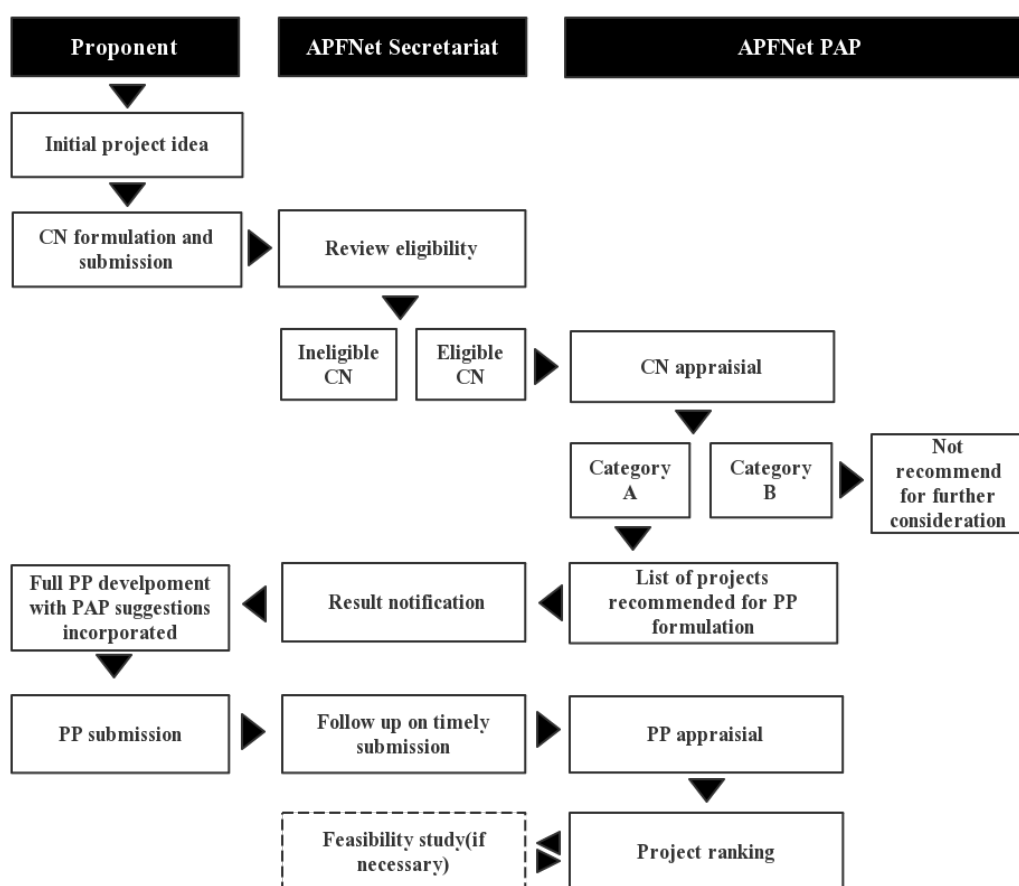 Proponent
APFNet Secretariat
APFNet PAP
Initial project idea
CN formulation and
submission
Review eligibility
Ineligible
CN
Eligible
CN
CN appraisial
Category
A
Category
B
Not
recommend
for further
consideration
Full PP develpoment
with PAP suggestions
incorporated
Result notification
List of projects
recommended for PP
formulation
PP submission
Follow up on timely
submission
PP appraisial
Feasibility study(if
necessary)
Project ranking